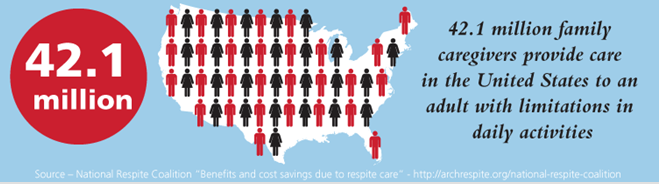 42.1
million
42.1 million family
caregivers provide care
in the United States to an
adult with limitations in
daily activities
Source – National Respite Coalition "Benefits and cost savings due to respite care" - http://archrespite.org/national-respite-coalition